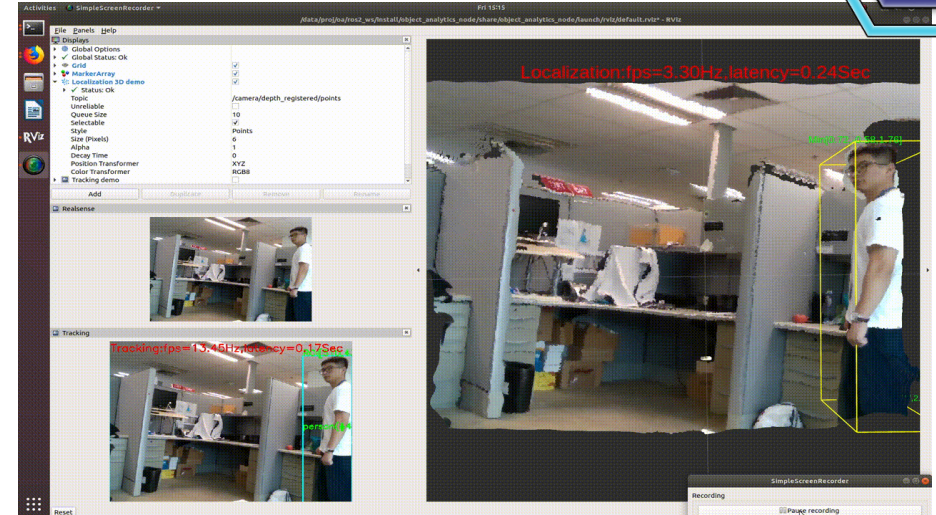 Activities
SimpleScreenRecorder
Fri 15:15
/data/proj/oa/ros2_ws/install/object_analytics_node/share/object_analytics_node/launch/rviz/default.rviz* - RViz
File Panels Help
Displays
Global Options
Global Status: Ok
Grid
MarkerArray
Localization 3D demo
Status: Ok
Topic /camera/depth_registered/points
Unreliable
Queue Size 10
Selectable
Style Points
Size (Pixels) 6
Alpha 1
Decay Time 0
Position Transformer XYZ
Color Transformer RGB8
Tracking demo
Add Duplicate Remove Rename
Realsense
Tracking
Tracking:fps=13.45Hz,latency=0.17Sec
person
Reset
RViz
Localization:fps=3.30Hz,latency=0.24Sec
SimpleScreenRecorder
Recording
Pause recording